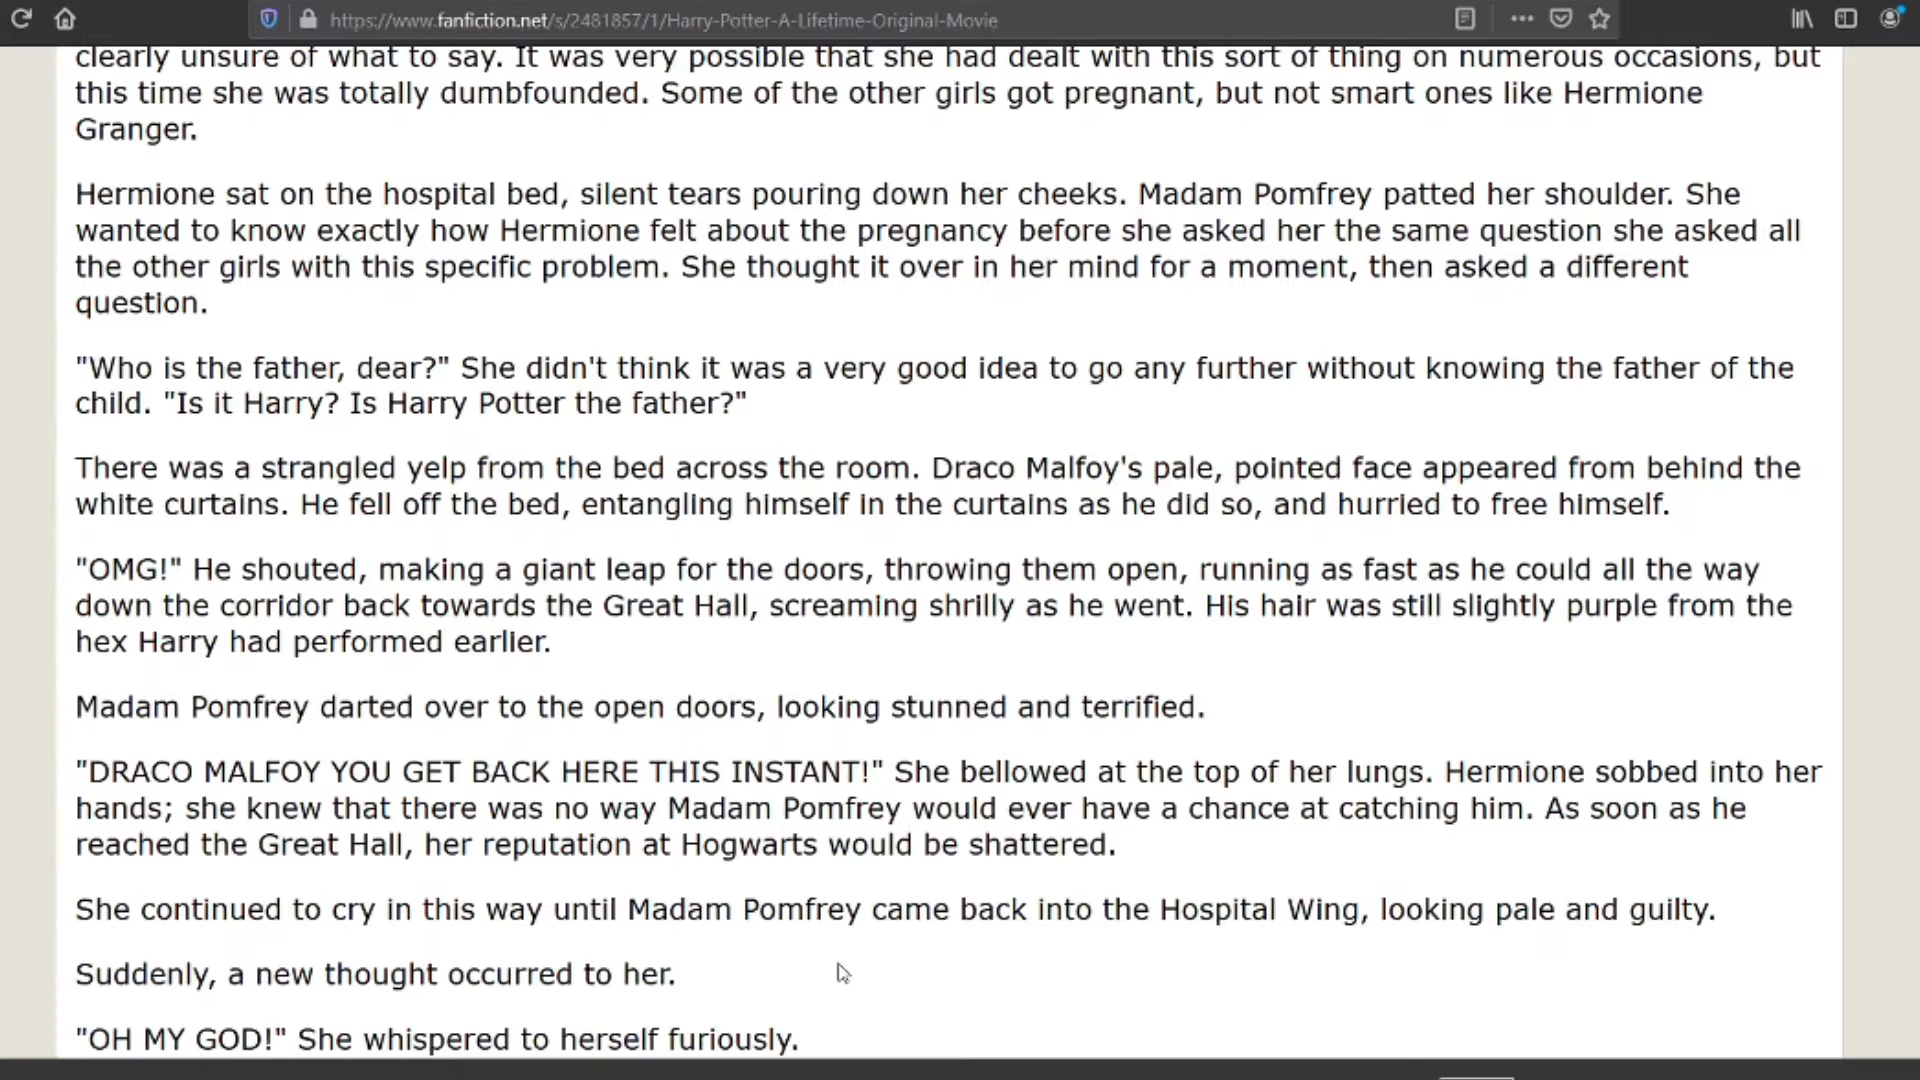 https://www.fanfiction.net/s/2481857/1/Harry-Potter-A-Lifetime-Original-Movie
clearly unsure of what to say. It was very possible that she had dealt with this sort of thing on numerous occasions, but
this time she was totally dumbfounded. Some of the other girls got pregnant, but not smart ones like Hermione
Granger.
Hermione sat on the hospital bed, silent tears pouring down her cheeks. Madam Pomfrey patted her shoulder. She
wanted to know exactly how Hermione felt about the pregnancy before she asked her the same question she asked all
the other girls with this specific problem. She thought it over in her mind for a moment, then asked a different
question.
"Who is the father, dear?" She didn't think it was a very good idea to go any further without knowing the father of the
child. "Is it Harry? Is Harry Potter the father?"
There was a strangled yelp from the bed across the room. Draco Malfoy's pale, pointed face appeared from behind the
white curtains. He fell off the bed, entangling himself in the curtains as he did so, and hurried to free himself.
"OMG!" He shouted, making a giant leap for the doors, throwing them open, running as fast as he could all the way
down the corridor back towards the Great Hall, screaming shrilly as he went. His hair was still slightly purple from the
hex Harry had performed earlier.
Madam Pomfrey darted over to the open doors, looking stunned and terrified.
"DRACO MALFOY YOU GET BACK HERE THIS INSTANT!" She bellowed at the top of her lungs. Hermione sobbed into her
hands; she knew that there was no way Madam Pomfrey would ever have a chance at catching him. As soon as he
reached the Great Hall, her reputation at Hogwarts would be shattered.
She continued to cry in this way until Madam Pomfrey came back into the Hospital Wing, looking pale and guilty.
Suddenly, a new thought occurred to her.
"OH MY GOD!" She whispered to herself furiously.